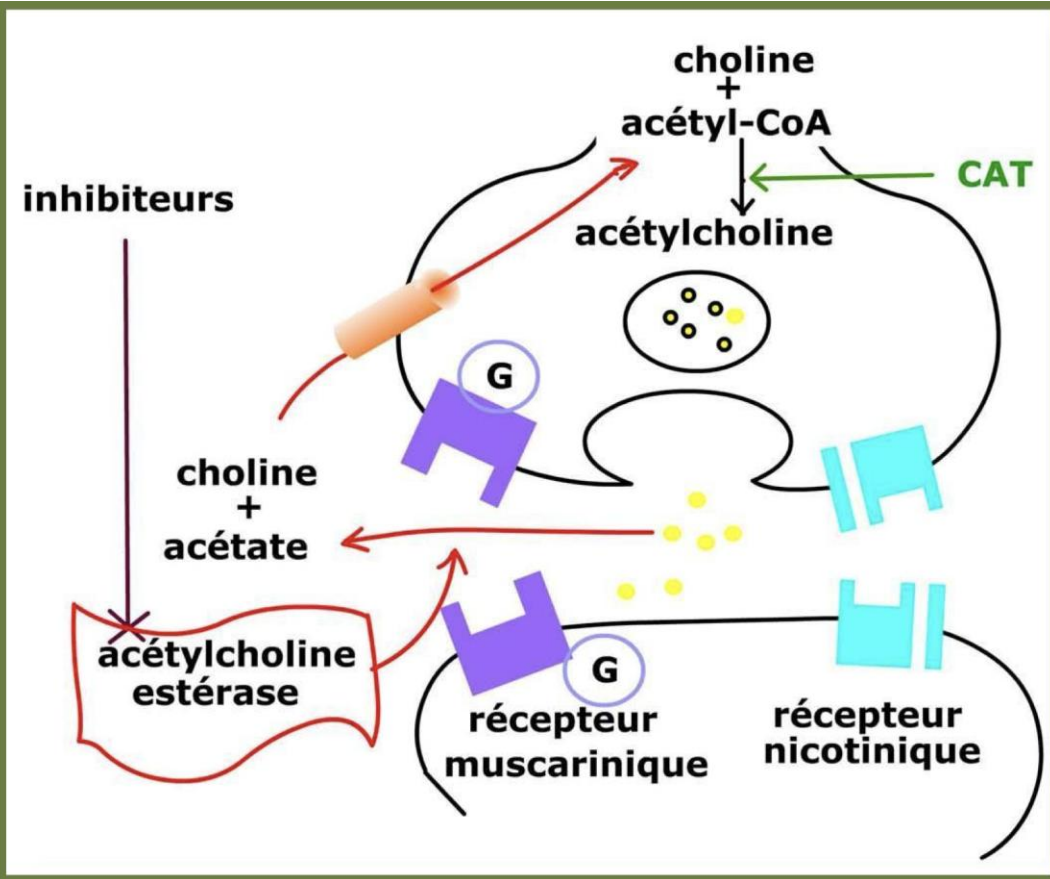 choline
+
acétyl-CoA
CAT
inhibiteurs
acétylcholine
G
choline
+
acétate
acétylcholine
estérase
G
récepteur
muscarinique
récepteur
nicotinique